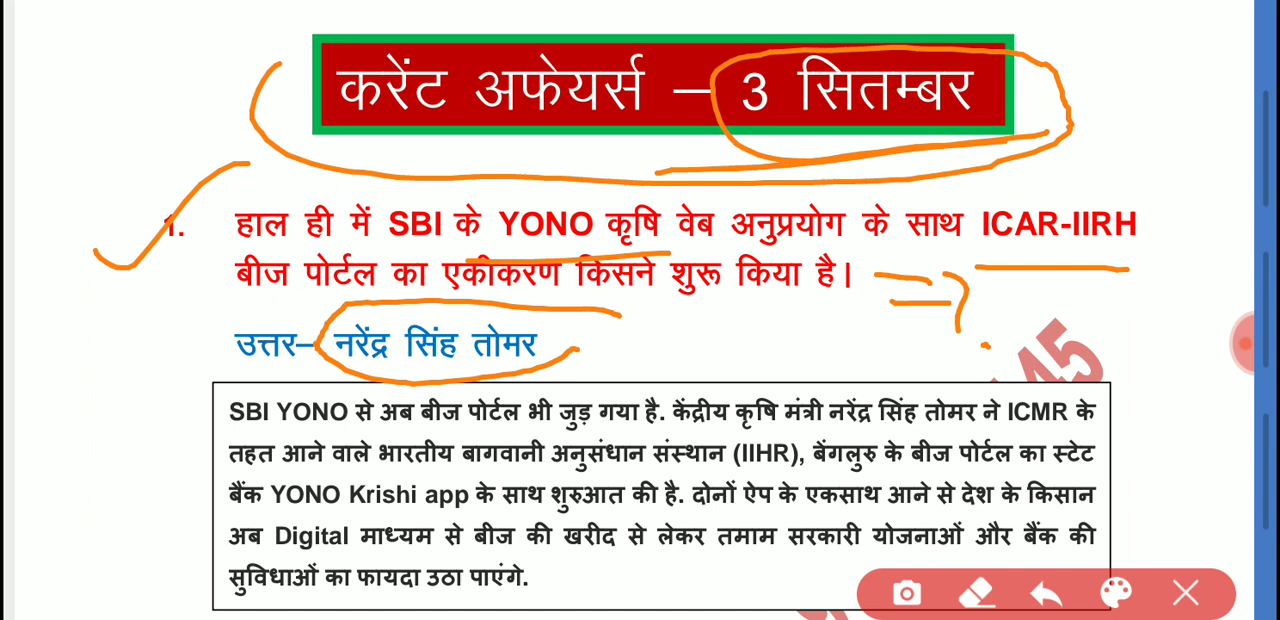 करेंट अफेयर्स – 3 सितम्बर
1. हाल ही में SBI के YONO कृषि वेब अनुप्रयोग के साथ ICAR-IIRH
बीज पोर्टल का एकीकरण किसने शुरू किया है।
उत्तर– नरेंद्र सिंह तोमर
45
SBI YONO से अब बीज पोर्टल भी जुड़ गया है. केंद्रीय कृषि मंत्री नरेंद्र सिंह तोमर ने ICMR के
तहत आने वाले भारतीय बागवानी अनुसंधान संस्थान (IIHR), बेंगलुरु के बीज पोर्टल का स्टेट
बैंक YONO Krishi app के साथ शुरुआत की है. दोनों ऐप के एकसाथ आने से देश के किसान
अब Digital माध्यम से बीज की खरीद से लेकर तमाम सरकारी योजनाओं और बैंक की
सुविधाओं का फायदा उठा पाएंगे.